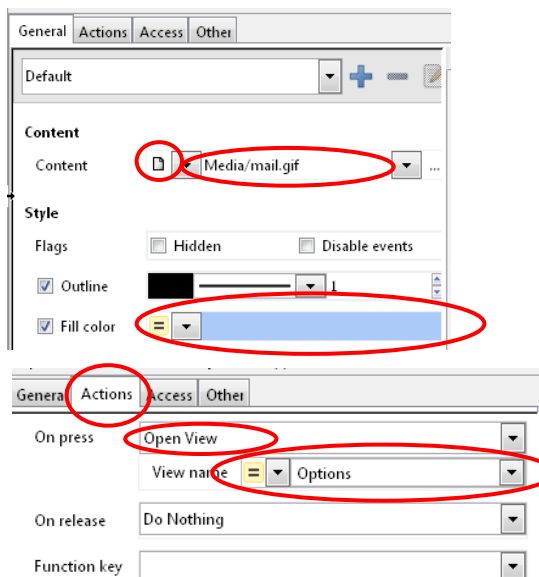 General Actions Access Other
Default
Content
Content Media/mail.gif ...
Style
Flags Hidden Disable events
Outline 1
Fill color =
General Actions Access Other
On press Open View
View name = Options
On release Do Nothing
Function key